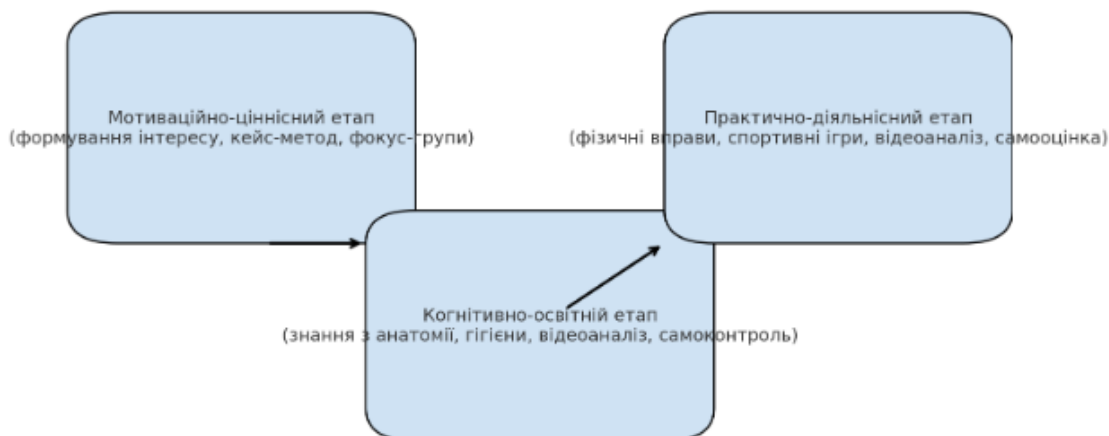 Мотиваційно-ціннісний етап
(формування інтересу, кейс-метод, фокус-групи)
Практично-діяльнісний етап
(фізичні вправи, спортивні ігри, відеоаналіз, самооцінка)
Когнітивно-освітній етап
(знання з анатомії, гігієни, відеоаналіз, самоконтроль)